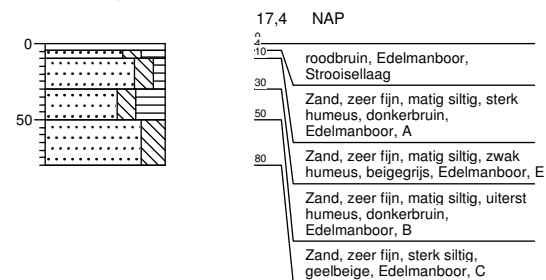 17,4 NAP
0
50
0
4
10
30
50
80
roodbruin, Edelmanboor,
Strooisellaag
Zand, zeer fijn, matig siltig, sterk
humeus, donkerbruin,
Edelmanboor, A
Zand, zeer fijn, matig siltig, zwak
humeus, beigegrijs, Edelmanboor, E
Zand, zeer fijn, matig siltig, uiterst
humeus, donkerbruin,
Edelmanboor, B
Zand, zeer fijn, sterk siltig,
geelbeige, Edelmanboor, C